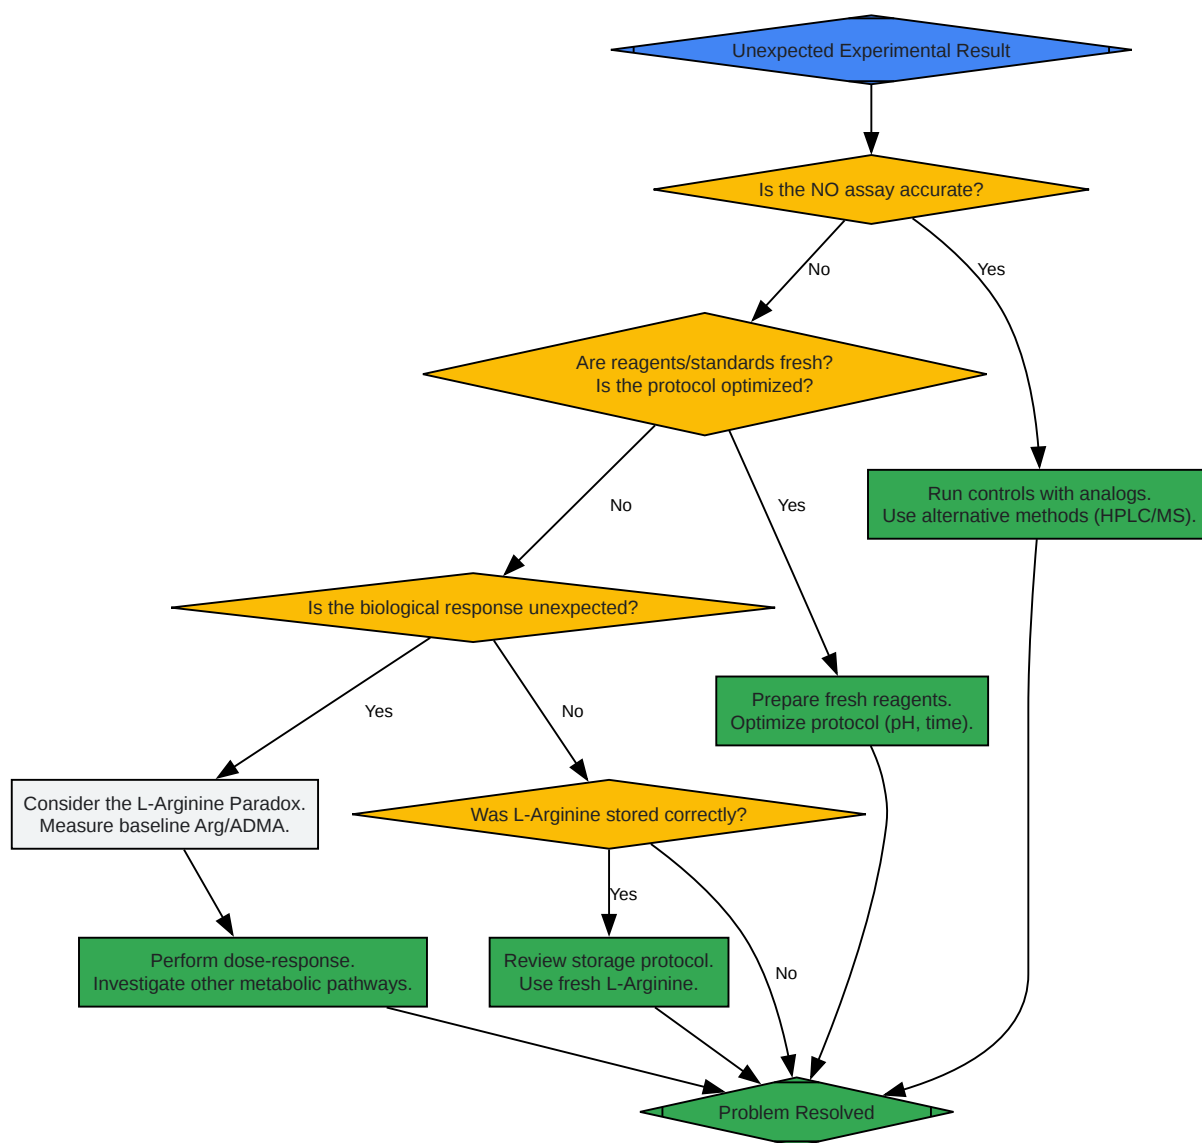 Unexpected Experimental Result
Is the NO assay accurate?
No
Yes
Are reagents/standards fresh?
Is the protocol optimized?
No
Yes
Run controls with analogs.
Use alternative methods (HPLC/MS).
Is the biological response unexpected?
Yes
No
Prepare fresh reagents.
Optimize protocol (pH, time).
Consider the L-Arginine Paradox.
Measure baseline Arg/ADMA.
Was L-Arginine stored correctly?
Yes
No
Perform dose-response.
Investigate other metabolic pathways.
Review storage protocol.
Use fresh L-Arginine.
Problem Resolved